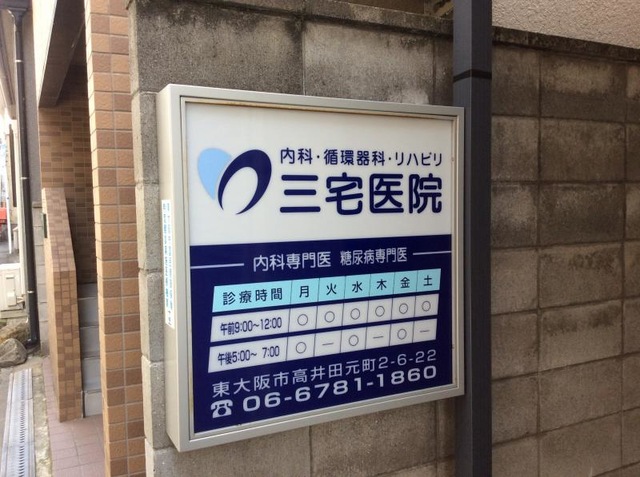 内科・循環器科・リハビリ
三宅医院
内科専門医 糖尿病専門医
診療時間 月 火 水 木 金 土
午前9:00〜12:00 ○ ○ ○ ○ ○ ○
午後5:00〜 7:00 ○ － ○ － ○ －
東大阪市高井田元町2-6-22
☎ 06-6781-1860